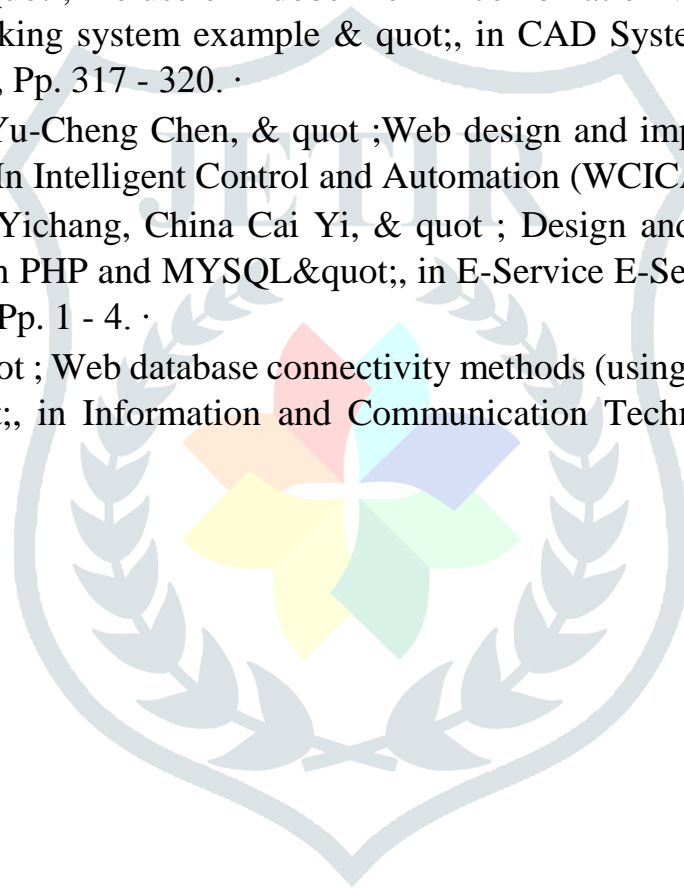 king system example & quot;, in CAD Syste
, Pp. 317 - 320. ·
Yu-Cheng Chen, & quot ;Web design and imp
In Intelligent Control and Automation (WCICA
Yichang, China Cai Yi, & quot ; Design and
n PHP and MYSQL&quot;, in E-Service E-Se
Pp. 1 - 4. ·
ot ; Web database connectivity methods (using
t;, in Information and Communication Techn
JETIR